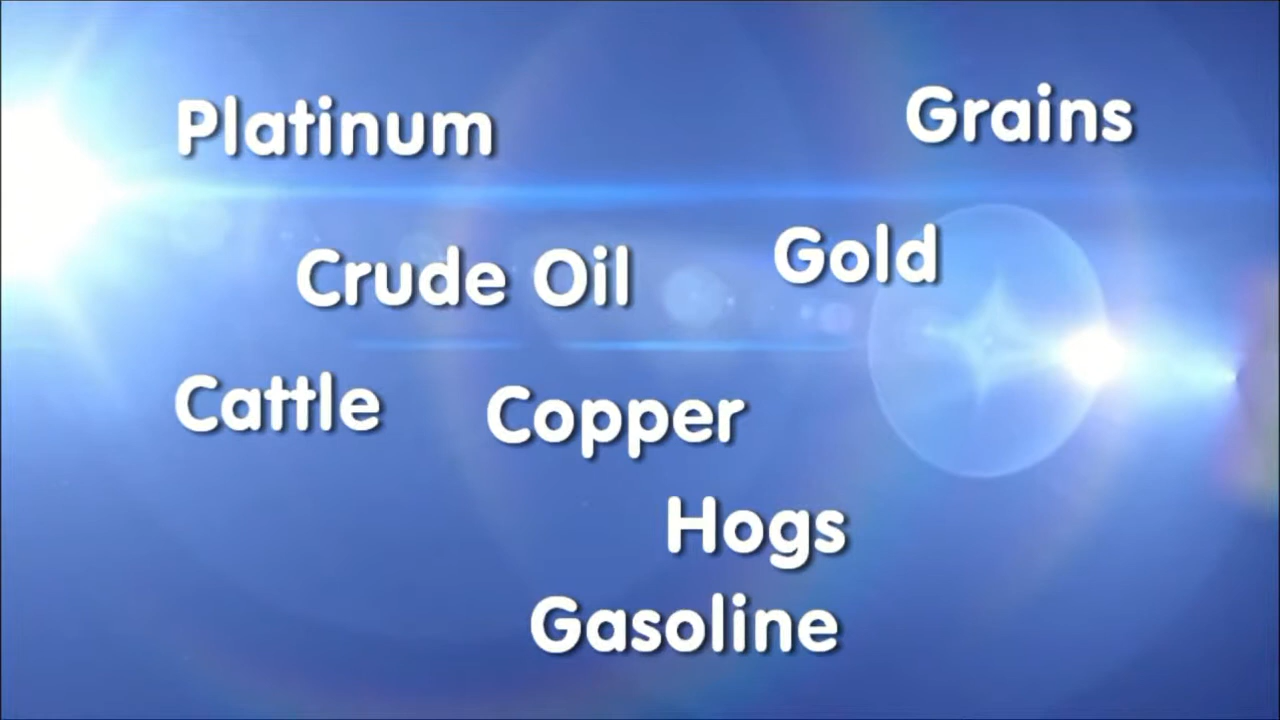 Platinum
Grains
Crude Oil
Gold
Cattle
Copper
Hogs
Gasoline